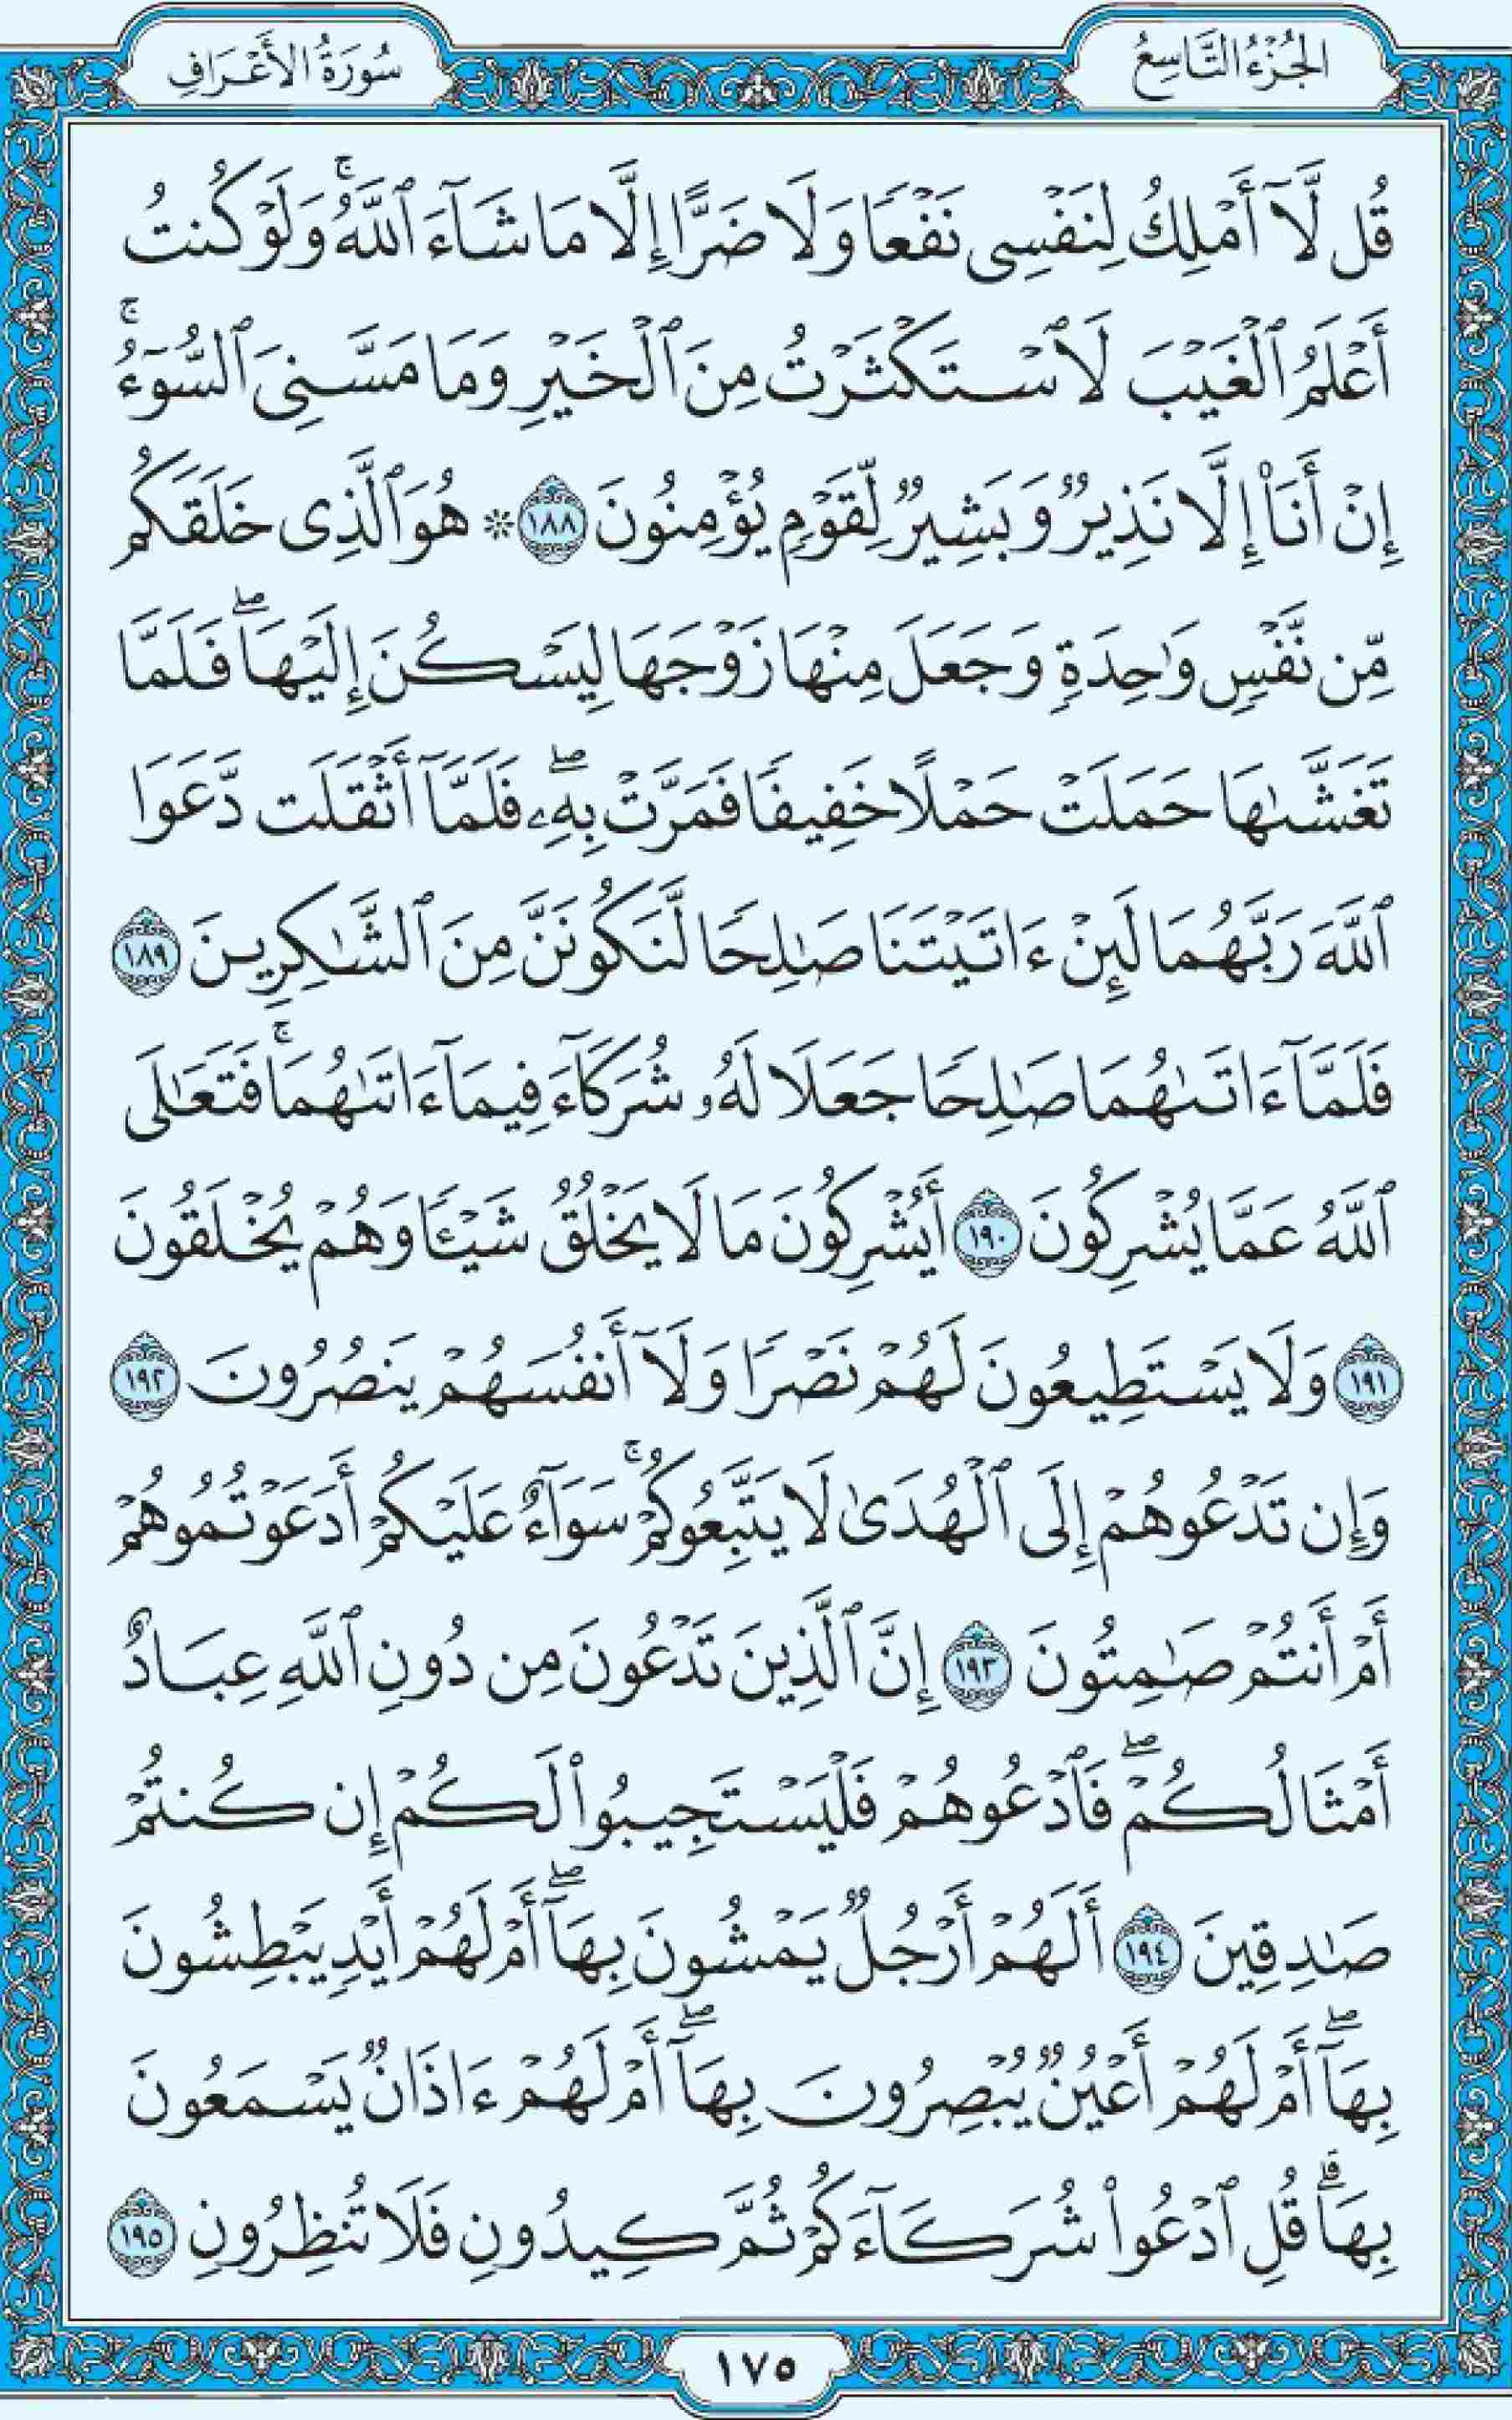 الجُزْءُ التَّاسِعُ
سُورَةُ الأَعْرَافِ
قُل لَّآ أَمْلِكُ لِنَفْسِى نَفْعًا وَلَا ضَرًّا إِلَّا مَا شَآءَ ٱللَّهُ ۚ وَلَوْ كُنتُ
أَعْلَمُ ٱلْغَيْبَ لَٱسْتَكْثَرْتُ مِنَ ٱلْخَيْرِ وَمَا مَسَّنِىَ ٱلسُّوٓءُ ۚ
إِنْ أَنَا۠ إِلَّا نَذِيرٌ وَبَشِيرٌ لِّقَوْمٍ يُؤْمِنُونَ ١٨٨ * هُوَ ٱلَّذِى خَلَقَكُم
مِّن نَّفْسٍ وَٰحِدَةٍ وَجَعَلَ مِنْهَا زَوْجَهَا لِيَسْكُنَ إِلَيْهَا ۖ فَلَمَّا
تَغَشَّىٰهَا حَمَلَتْ حَمْلًا خَفِيفًا فَمَرَّتْ بِهِۦ ۖ فَلَمَّآ أَثْقَلَت دَّعَوَا
ٱللَّهَ رَبَّهُمَا لَئِنْ ءَاتَيْتَنَا صَٰلِحًا لَّنَكُونَنَّ مِنَ ٱلشَّٰكِرِينَ ١٨٩
فَلَمَّآ ءَاتَىٰهُمَا صَٰلِحًا جَعَلَا لَهُۥ شُرَكَآءَ فِيمَآ ءَاتَىٰهُمَا ۚ فَتَعَٰلَى
ٱللَّهُ عَمَّا يُشْرِكُونَ ١٩٠ أَيُشْرِكُونَ مَا لَا يَخْلُقُ شَيْـًٔا وَهُمْ يُخْلَقُونَ
١٩١ وَلَا يَسْتَطِيعُونَ لَهُمْ نَصْرًا وَلَآ أَنفُسَهُمْ يَنصُرُونَ ١٩٢
وَإِن تَدْعُوهُمْ إِلَى ٱلْهُدَىٰ لَا يَتَّبِعُوكُمْ ۚ سَوَآءٌ عَلَيْكُمْ أَدَعَوْتُمُوهُمْ
أَمْ أَنتُمْ صَٰمِتُونَ ١٩٣ إِنَّ ٱلَّذِينَ تَدْعُونَ مِن دُونِ ٱللَّهِ عِبَادٌ
أَمْثَالُكُمْ ۖ فَٱدْعُوهُمْ فَلْيَسْتَجِيبُوا۟ لَكُمْ إِن كُنتُمْ
صَٰدِقِينَ ١٩٤ أَلَهُمْ أَرْجُلٌ يَمْشُونَ بِهَآ ۖ أَمْ لَهُمْ أَيْدٍ يَبْطِشُونَ
بِهَآ ۖ أَمْ لَهُمْ أَعْيُنٌ يُبْصِرُونَ بِهَآ ۖ أَمْ لَهُمْ ءَاذَانٌ يَسْمَعُونَ
بِهَا ۗ قُلِ ٱدْعُوا۟ شُرَكَآءَكُمْ ثُمَّ كِيدُونِ فَلَا تُنظِرُونِ ١٩٥
١٧٥